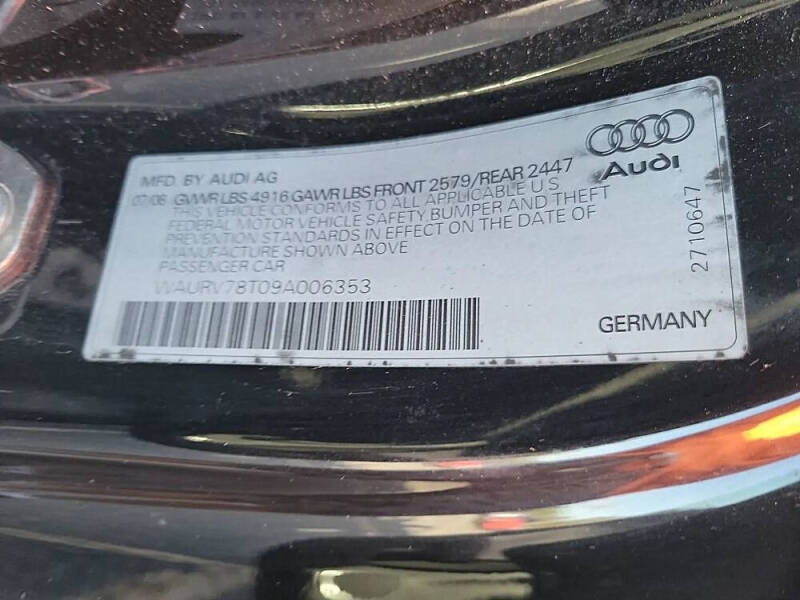 MFD. BY AUDI AG
07/08 GVWR LBS 4916 GAWR LBS FRONT 2579/REAR 2447
THIS VEHICLE CONFORMS TO ALL APPLICABLE U S
FEDERAL MOTOR VEHICLE SAFETY, BUMPER AND THEFT
PREVENTION STANDARDS IN EFFECT ON THE DATE OF
MANUFACTURE SHOWN ABOVE
PASSENGER CAR
WAURV78T09A006353
GERMANY
Audi
2710647